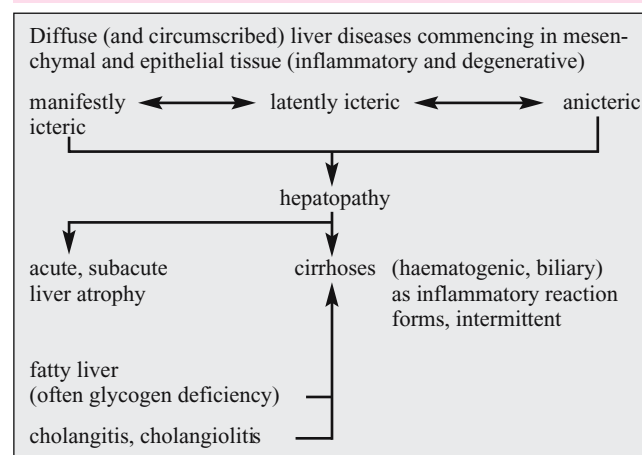 Diffuse (and circumscribed) liver diseases commencing in mesen-
chymal and epithelial tissue (inflammatory and degenerative)
manifestly latently icteric anicteric
icteric
hepatopathy
acute, subacute cirrhoses (haematogenic, biliary)
liver atrophy as inflammatory reaction
forms, intermittent
fatty liver
(often glycogen deficiency)
cholangitis, cholangiolitis